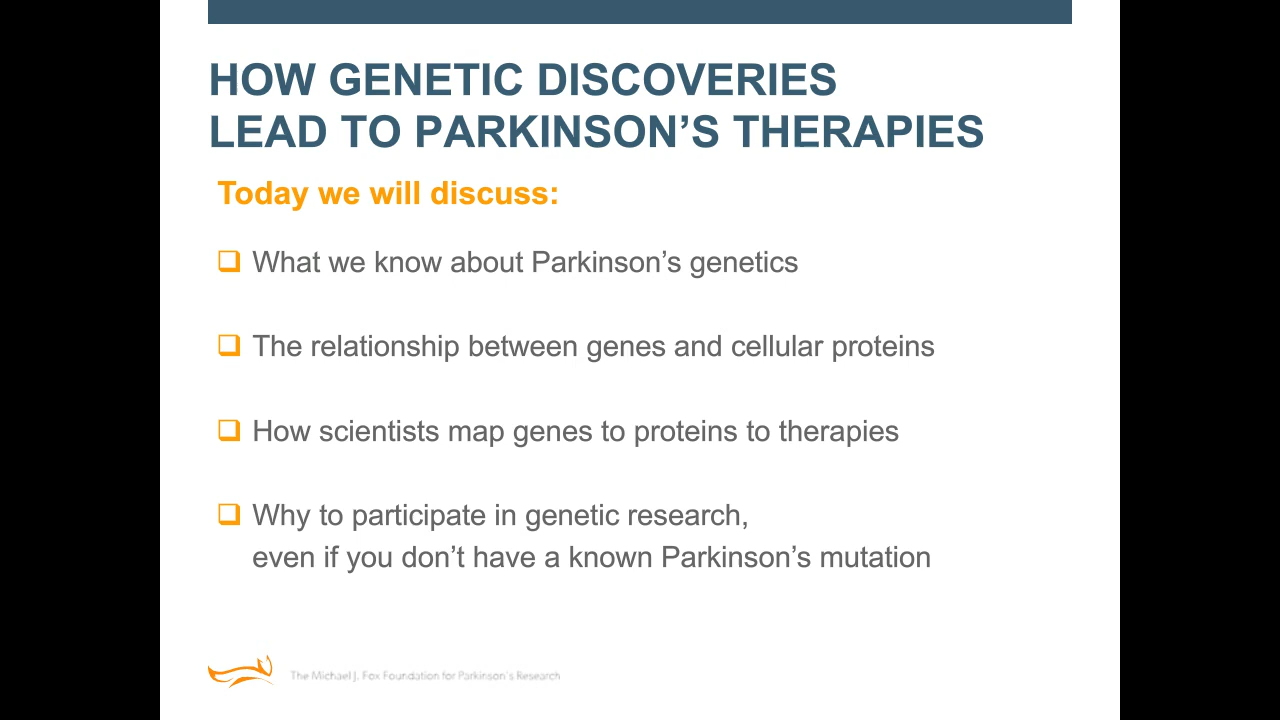 HOW GENETIC DISCOVERIES
LEAD TO PARKINSON’S THERAPIES
Today we will discuss:
What we know about Parkinson’s genetics
The relationship between genes and cellular proteins
How scientists map genes to proteins to therapies
Why to participate in genetic research,
even if you don’t have a known Parkinson’s mutation
The Michael J. Fox Foundation for Parkinson’s Research